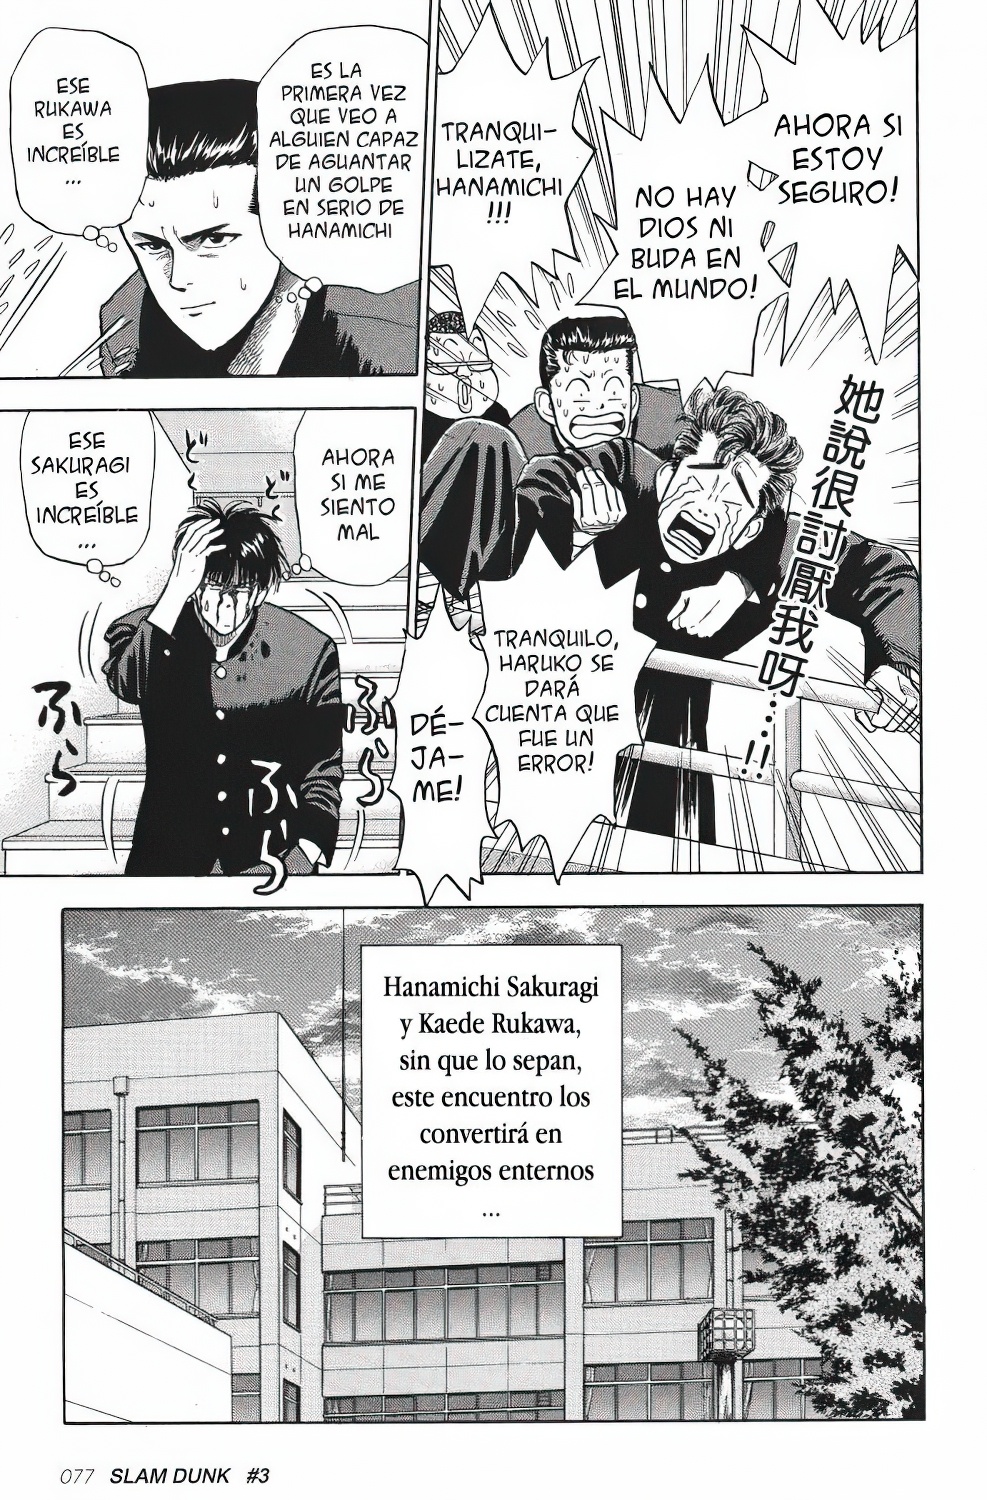 AHORA SI
ESTOY
SEGURO!
NO HAY
DIOS NI
BUDA EN
EL MUNDO!
TRANQUI-
LIZATE,
HANAMICHI
!!!
她說很討厭我呀……!!
TRANQUILO,
HARUKO SE
DARÁ
CUENTA QUE
FUE UN
ERROR!
DÉ-
JA-
ME!
ES LA
PRIMERA VEZ
QUE VEO A
ALGUIEN CAPAZ
DE AGUANTAR
UN GOLPE
EN SERIO DE
HANAMICHI
ESE
RUKAWA
ES
INCREÍBLE
...
AHORA
SI ME
SIENTO
MAL
ESE
SAKURAGI
ES
INCREÍBLE
...
ど
ど
ふら
ふら
ふら
Hanamichi Sakuragi
y Kaede Rukawa,
sin que lo sepan,
este encuentro los
convertirá en
enemigos enternos
...
077 SLAM DUNK #3